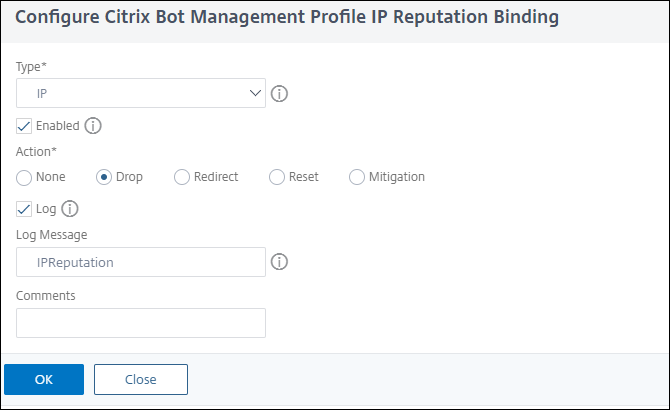 Configure Citrix Bot Management Profile IP Reputation Binding
Type*
IP
Enabled
Action*
None Drop Redirect Reset Mitigation
Log
Log Message
IPReputation
Comments
OK Close